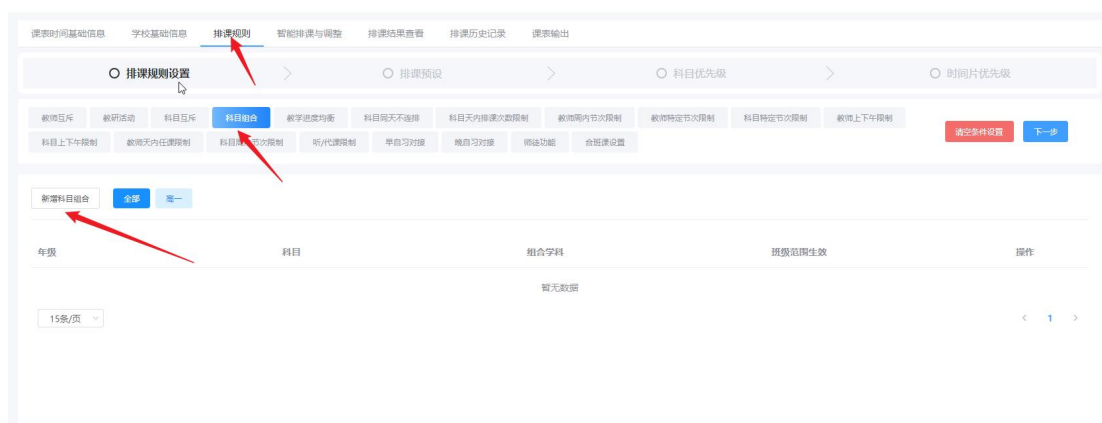 课表时间基础信息 学校基础信息 排课规则 智能排课与调整 排课结果查看 排课历史记录 课表输出
排课规则设置 排课预设 科目优先级 时间片优先级
教师互斥 教研活动 科目互斥 科目组合 教学进度均衡 科目同天不连排 科目天内排课次数限制 教师周内节次限制 教师特定节次限制 科目特定节次限制 教师上下午限制
科目上下午限制 教师天内任课限制 科目周内节次限制 听/代课限制 早自习对接 晚自习对接 师徒功能 合班课设置
清空条件设置 下一步
新增科目组合 全部 高一
年级 科目 组合学科 班级范围生效 操作
暂无数据
15条/页 1